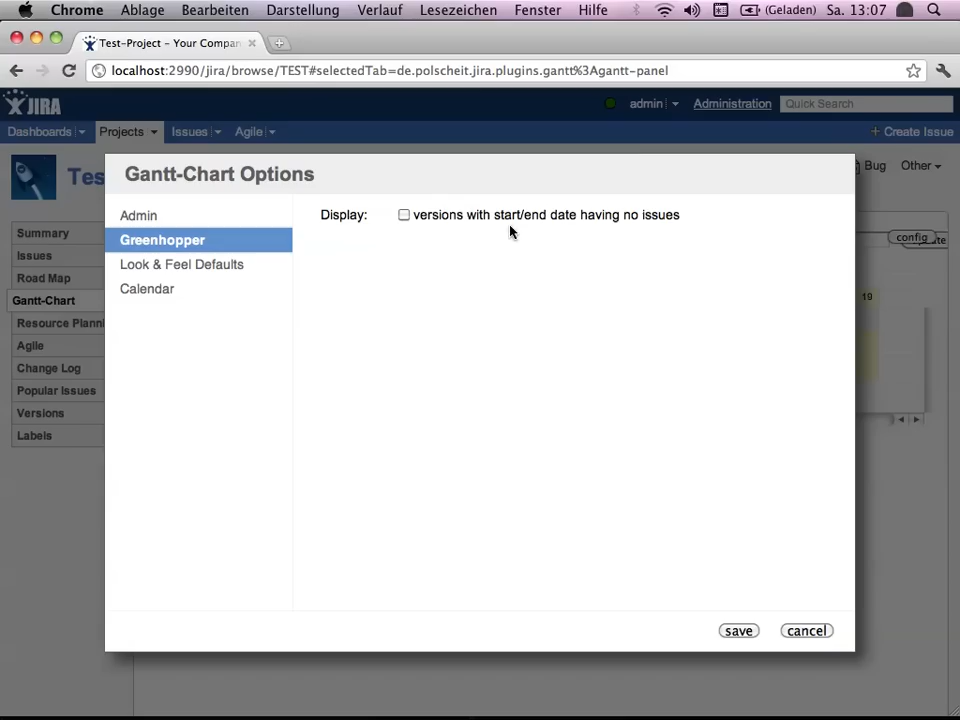 Chrome Ablage Bearbeiten Darstellung Verlauf Lesezeichen Fenster Hilfe (Geladen) Sa. 13:07
Test-Project – Your Compan
localhost:2990/jira/browse/TEST#selectedTab=de.polscheit.jira.plugins.gantt%3Agantt-panel
JIRA admin Administration Quick Search
Dashboards Projects Issues Agile + Create Issue
Tes Bug Other
Gantt-Chart Options
Admin
Greenhopper
Look & Feel Defaults
Calendar
Display: versions with start/end date having no issues
save cancel
Summary
Issues
Road Map
Gantt-Chart
Resource Planni
Agile
Change Log
Popular Issues
Versions
Labels
config
19